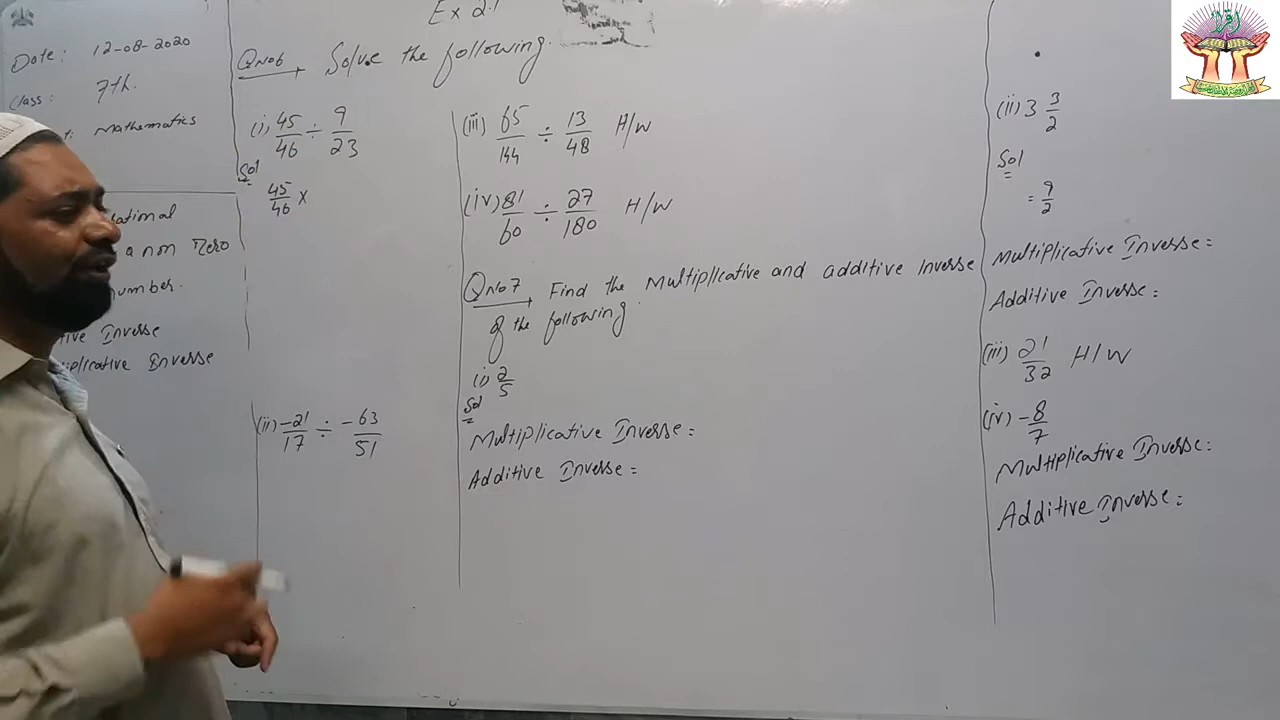 Ex 2.1
Date: 12-08-2020
Class: 7th.
Mathematics
a non zero
Inverse
Inverse
Q No6 Solve the following.
(i) 45/46 ÷ 9/23
Sol
45/46 ×
(ii) -21/17 ÷ -63/51
(iii) 65/144 ÷ 13/48 H/W
(iv) 81/60 ÷ 27/180 H/W
Q No7 Find the Multiplicative and additive Inverse
of the following.
(i) 2/5
Sol
Multiplicative Inverse =
Additive Inverse =
(ii) 3 3/2
Sol
= 9/2
Multiplicative Inverse =
Additive Inverse =
(iii) 21/32 H/W
(iv) -8/7
Multiplicative Inverse =
Additive Inverse =
اقرأ